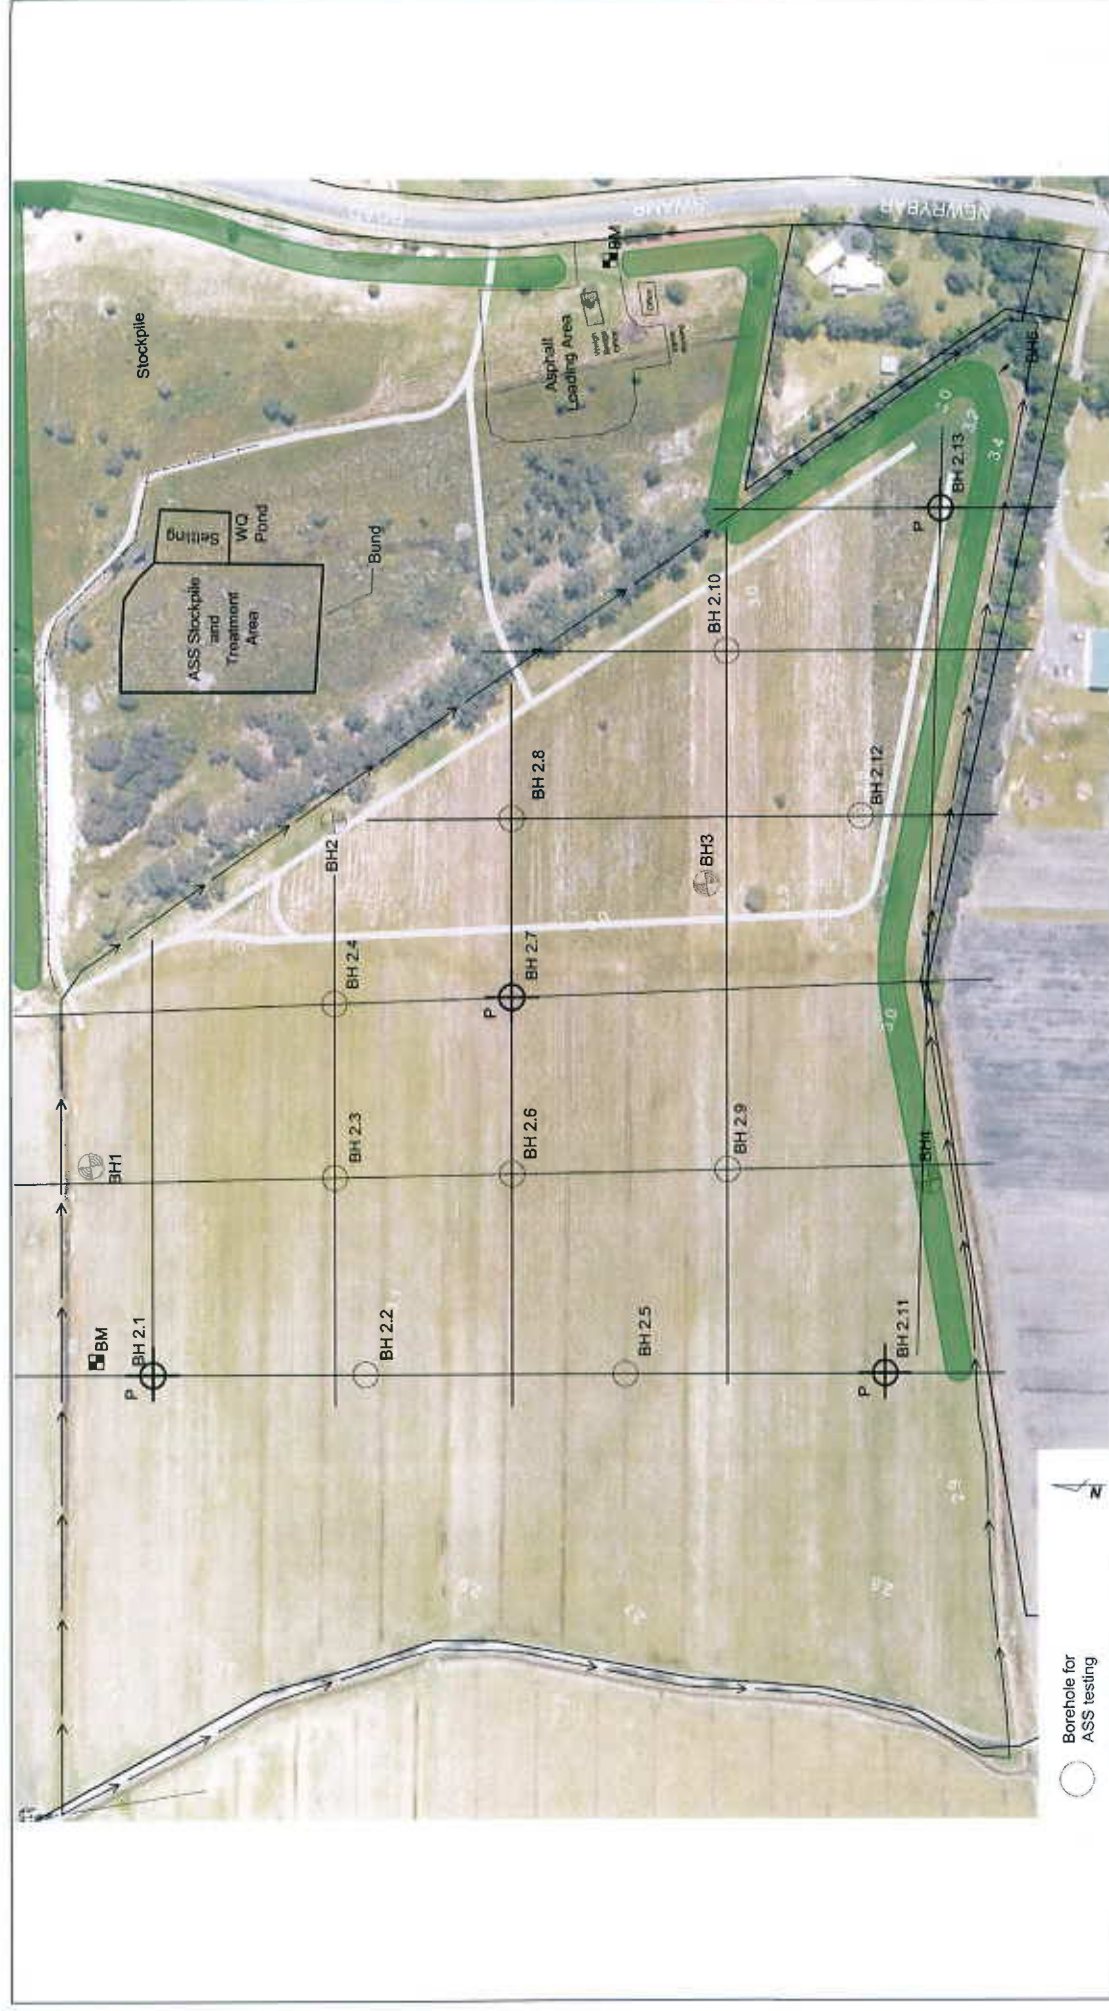 Stockpile
BM
NEWRYBAR
SWAMP
Office
Asphalt
Loading Area
Setting
WQ
Pond
Bund
ASS Stockpile
and
Treatment
Area
BH5
3.4
BH 2.13
P
BH 2.10
3.0
BH 2.12
BH 2.8
BH2
BH3
BH 2.4
BH 2.7
P
3.0
BH1
BH 2.3
BH 2.6
BH 2.9
BH4
BM
BH 2.1
P
BH 2.2
BH 2.5
BH 2.11
P
N
Borehole for
ASS testing